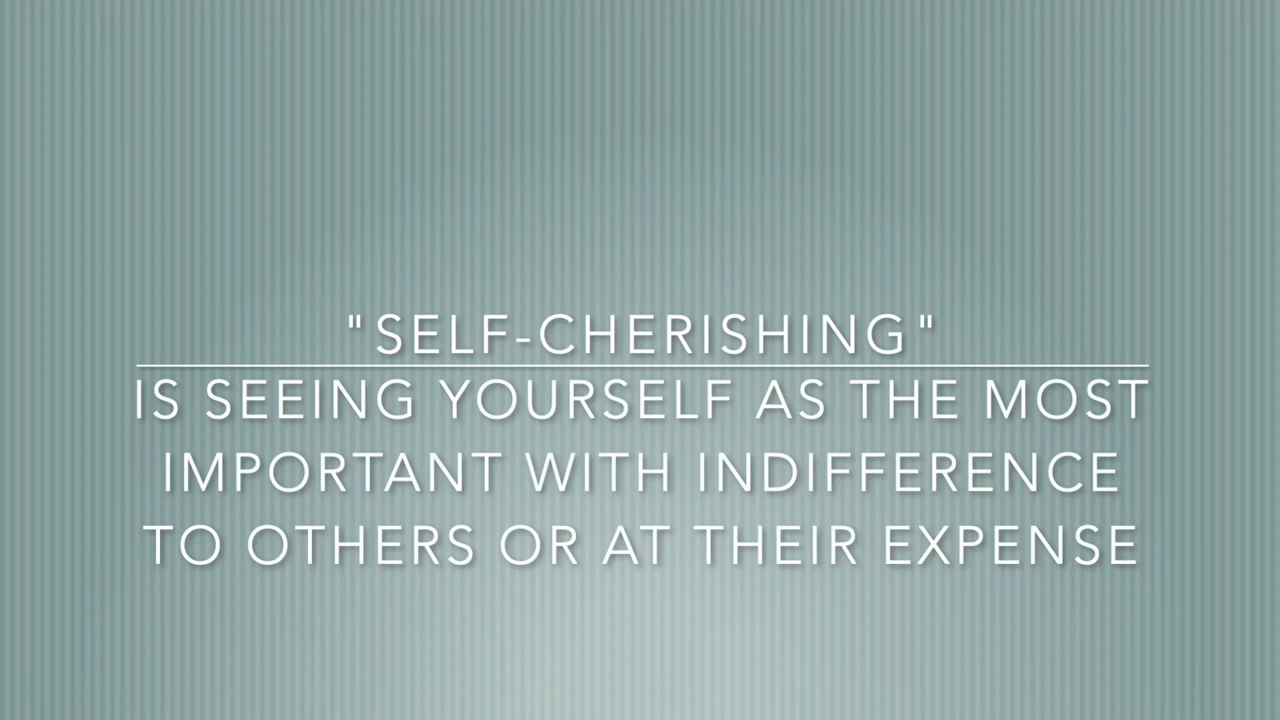 "SELF-CHERISHING"
IS SEEING YOURSELF AS THE MOST
IMPORTANT WITH INDIFFERENCE
TO OTHERS OR AT THEIR EXPENSE